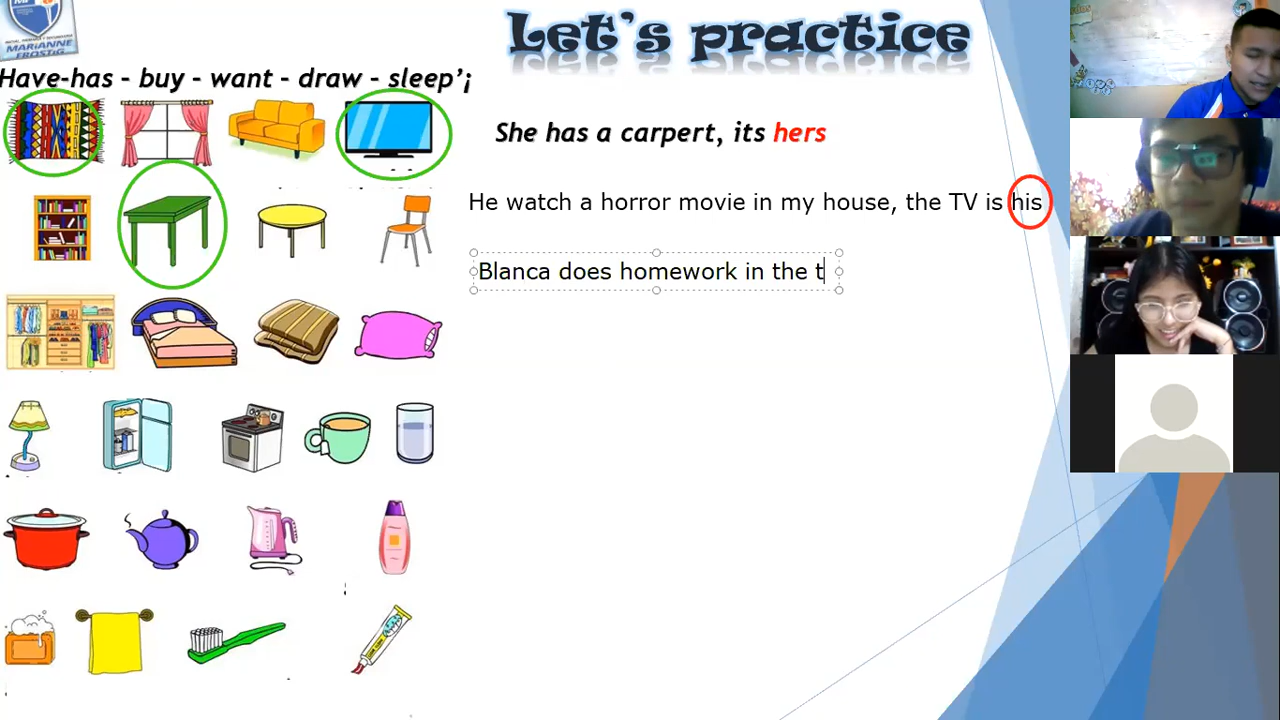 MARIANNE
FROSTIG
Let's practice
Have-has - buy - want - draw - sleep’¡
She has a carpert, its hers
He watch a horror movie in my house, the TV is his
Blanca does homework in the t